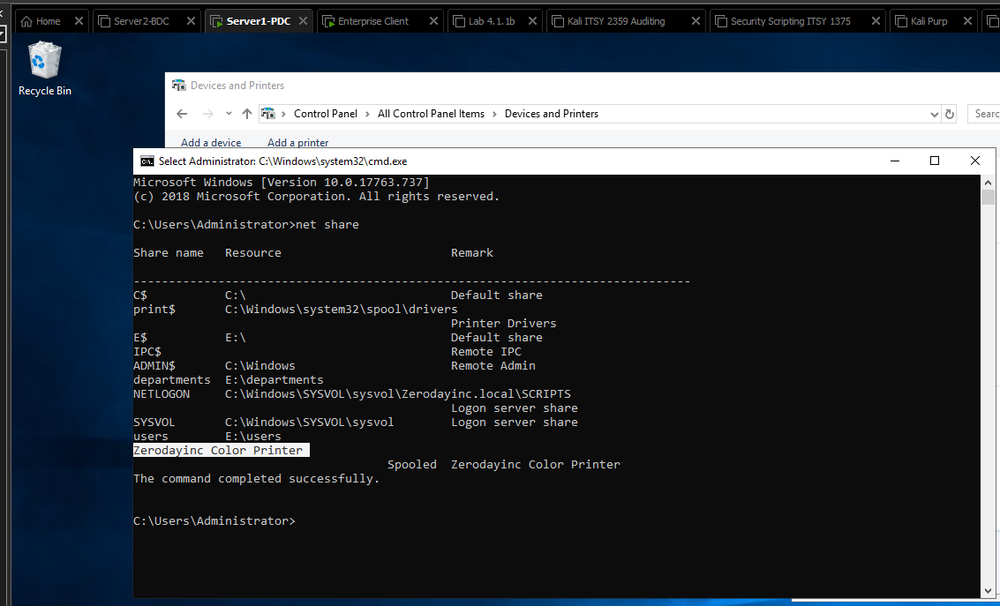 Home
Server2-BDC
Server1-PDC
Enterprise Client
Lab 4.1.1b
Kali ITSY 2359 Auditing
Security Scripting ITSY 1375
Kali Purp
Recycle Bin
Devices and Printers
Control Panel > All Control Panel Items > Devices and Printers
Searc
Add a device Add a printer
Select Administrator: C:\Windows\system32\cmd.exe
Microsoft Windows [Version 10.0.17763.737]
(c) 2018 Microsoft Corporation. All rights reserved.
C:\Users\Administrator>net share
Share name Resource Remark
-------------------------------------------------------------------------------
C$ C:\ Default share
print$ C:\Windows\system32\spool\drivers
Printer Drivers
E$ E:\ Default share
IPC$ Remote IPC
ADMIN$ C:\Windows Remote Admin
departments E:\departments
NETLOGON C:\Windows\SYSVOL\sysvol\Zerodayinc.local\SCRIPTS
Logon server share
SYSVOL C:\Windows\SYSVOL\sysvol Logon server share
users E:\users
Zerodayinc Color Printer
Spooled Zerodayinc Color Printer
The command completed successfully.
C:\Users\Administrator>